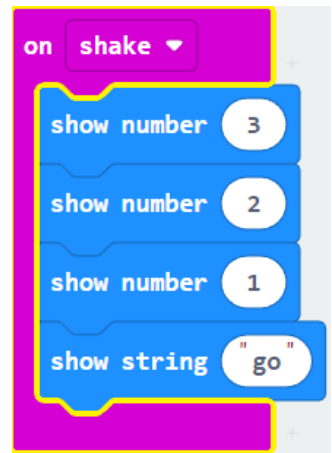 on shake
show number 3
show number 2
show number 1
show string "go"